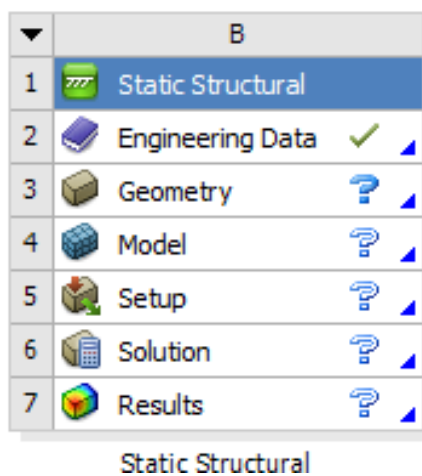 B
1 Static Structural
2 Engineering Data
3 Geometry
4 Model
5 Setup
6 Solution
7 Results
Static Structural